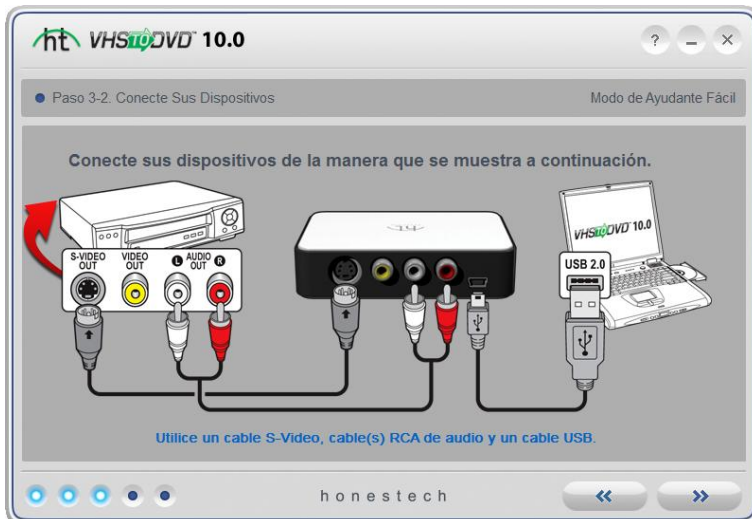 ht VHSTODVD™ 10.0
?
Paso 3-2. Conecte Sus Dispositivos
Modo de Ayudante Fácil
Conecte sus dispositivos de la manera que se muestra a continuación.
S-VIDEO OUT
VIDEO OUT
L AUDIO OUT R
ht
VHSTODVD 10.0
USB 2.0
Utilice un cable S-Video, cable(s) RCA de audio y un cable USB.
honestech